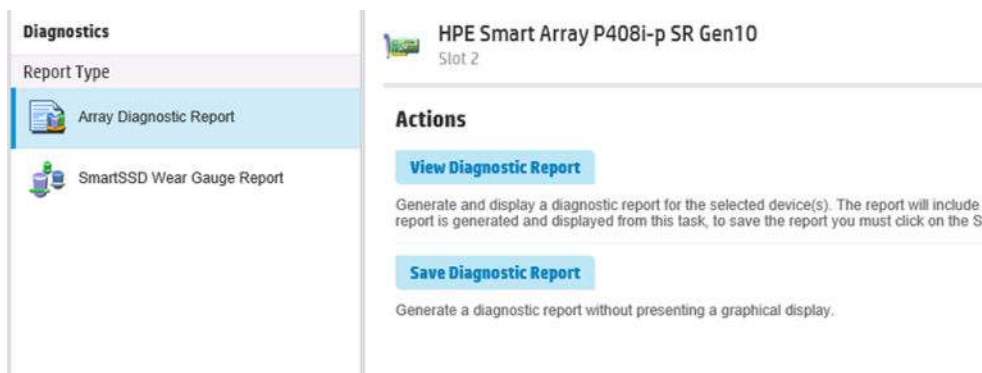 Diagnostics
Report Type
Array Diagnostic Report
SmartSSD Wear Gauge Report
HPE Smart Array P408i-p SR Gen10
Slot 2
Actions
View Diagnostic Report
Generate and display a diagnostic report for the selected device(s). The report will include
report is generated and displayed from this task, to save the report you must click on the S
Save Diagnostic Report
Generate a diagnostic report without presenting a graphical display.